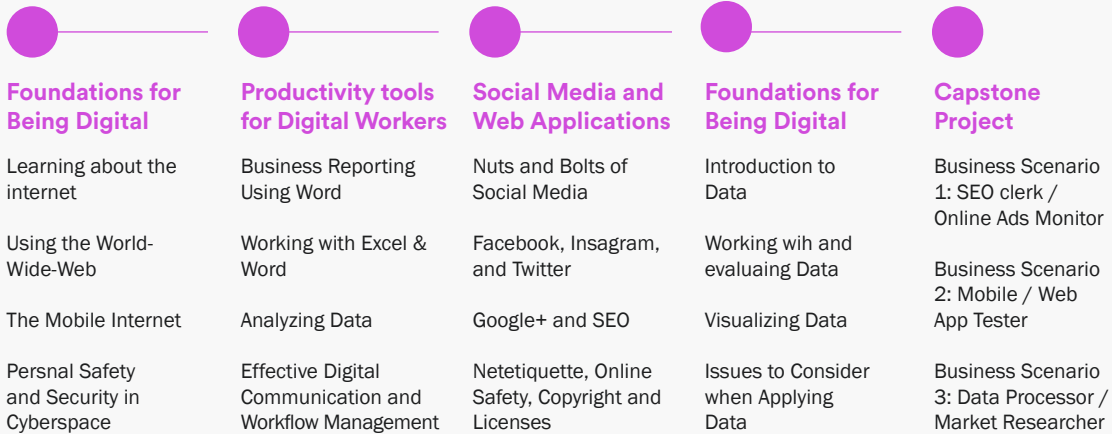 Foundations for
Being Digital
Learning about the
internet
Using the World-
Wide-Web
The Mobile Internet
Persnal Safety
and Security in
Cyberspace
Productivity tools
for Digital Workers
Business Reporting
Using Word
Working with Excel &
Word
Analyzing Data
Effective Digital
Communication and
Workflow Management
Social Media and
Web Applications
Nuts and Bolts of
Social Media
Facebook, Insagram,
and Twitter
Google+ and SEO
Netetiquette, Online
Safety, Copyright and
Licenses
Foundations for
Being Digital
Introduction to
Data
Working wih and
evaluaing Data
Visualizing Data
Issues to Consider
when Applying
Data
Capstone
Project
Business Scenario
1: SEO clerk /
Online Ads Monitor
Business Scenario
2: Mobile / Web
App Tester
Business Scenario
3: Data Processor /
Market Researcher